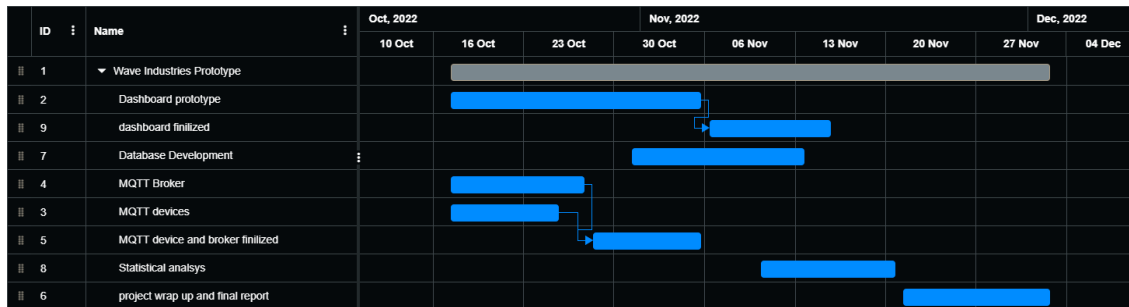 ID Name Oct, 2022 Nov, 2022 Dec, 2022
10 Oct 16 Oct 23 Oct 30 Oct 06 Nov 13 Nov 20 Nov 27 Nov 04 Dec
1 Wave Industries Prototype
2 Dashboard prototype
9 dashboard finilized
7 Database Development
4 MQTT Broker
3 MQTT devices
5 MQTT device and broker finilized
8 Statistical analsys
6 project wrap up and final report